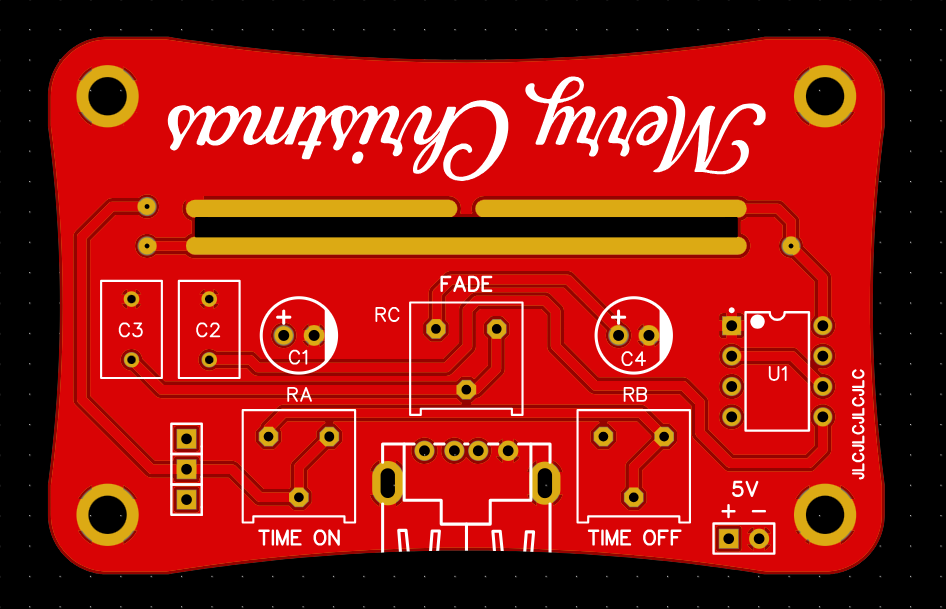 Merry Christmas
FADE
RC
C3
C2
C1
C4
U1
RA
RB
JLCJLCJLCJLC
5V
+ −
TIME ON
TIME OFF